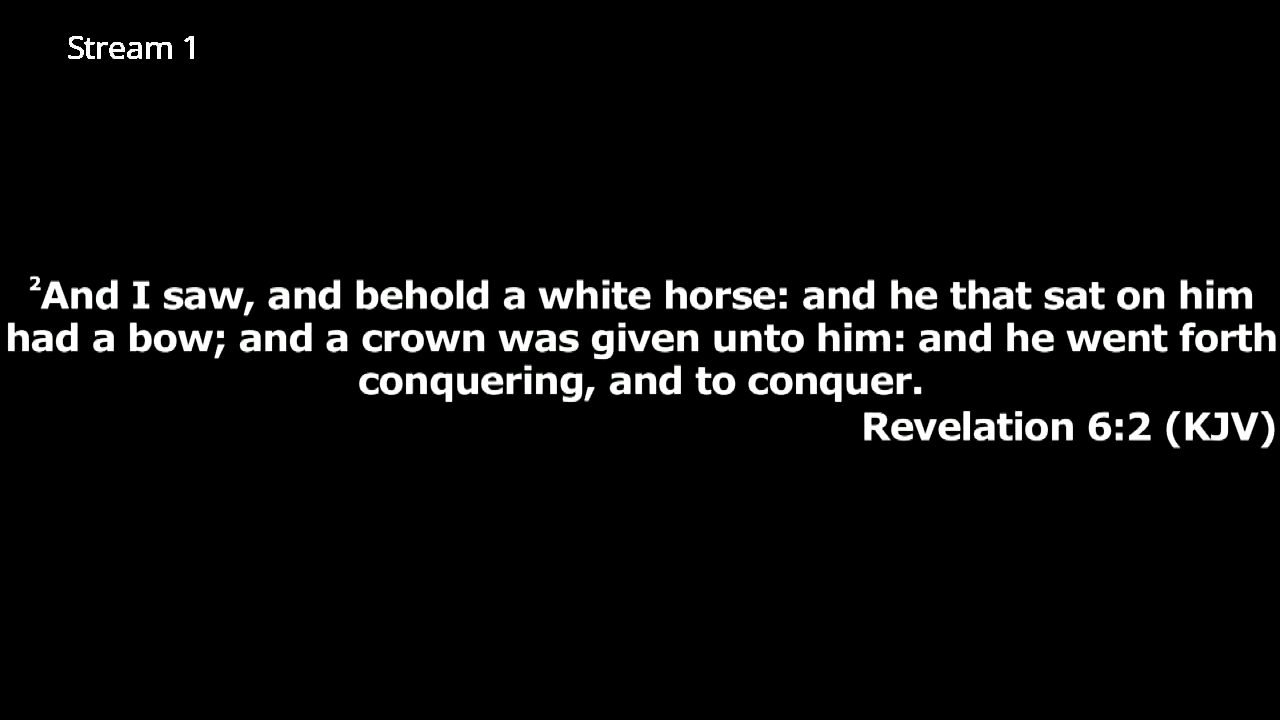 Stream 1
²And I saw, and behold a white horse: and he that sat on him
had a bow; and a crown was given unto him: and he went forth
conquering, and to conquer.
Revelation 6:2 (KJV)